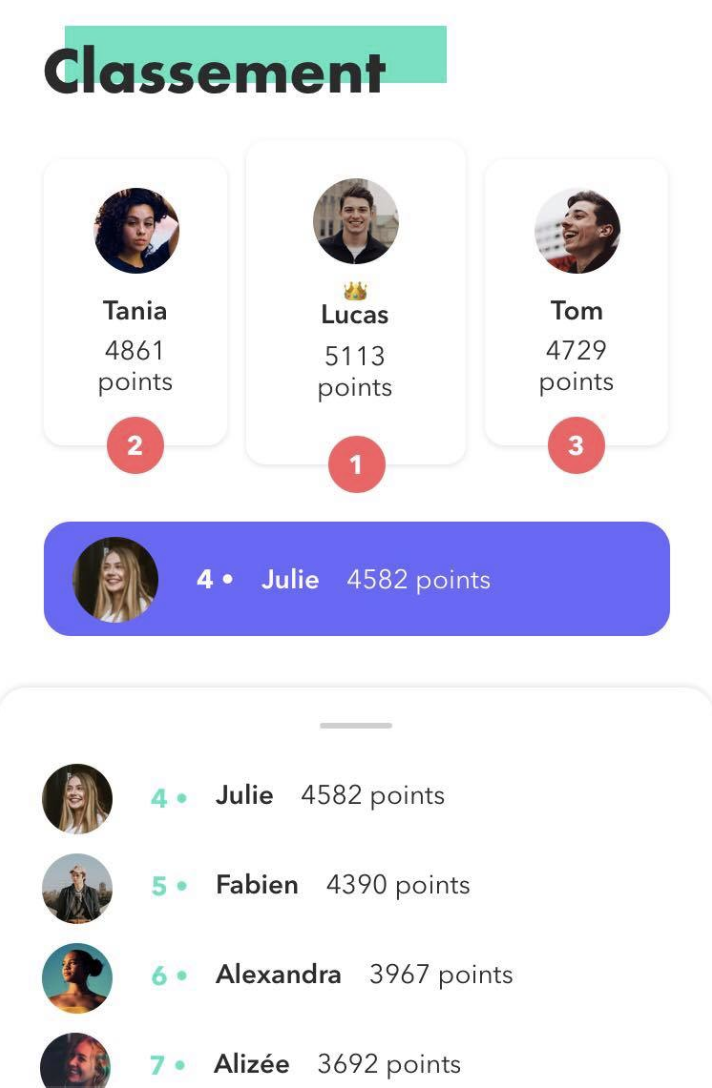 Classement
Tania
4861
points
2
Lucas
5113
points
1
Tom
4729
points
3
4 • Julie 4582 points
4 • Julie 4582 points
5 • Fabien 4390 points
6 • Alexandra 3967 points
7 • Alizée 3692 points